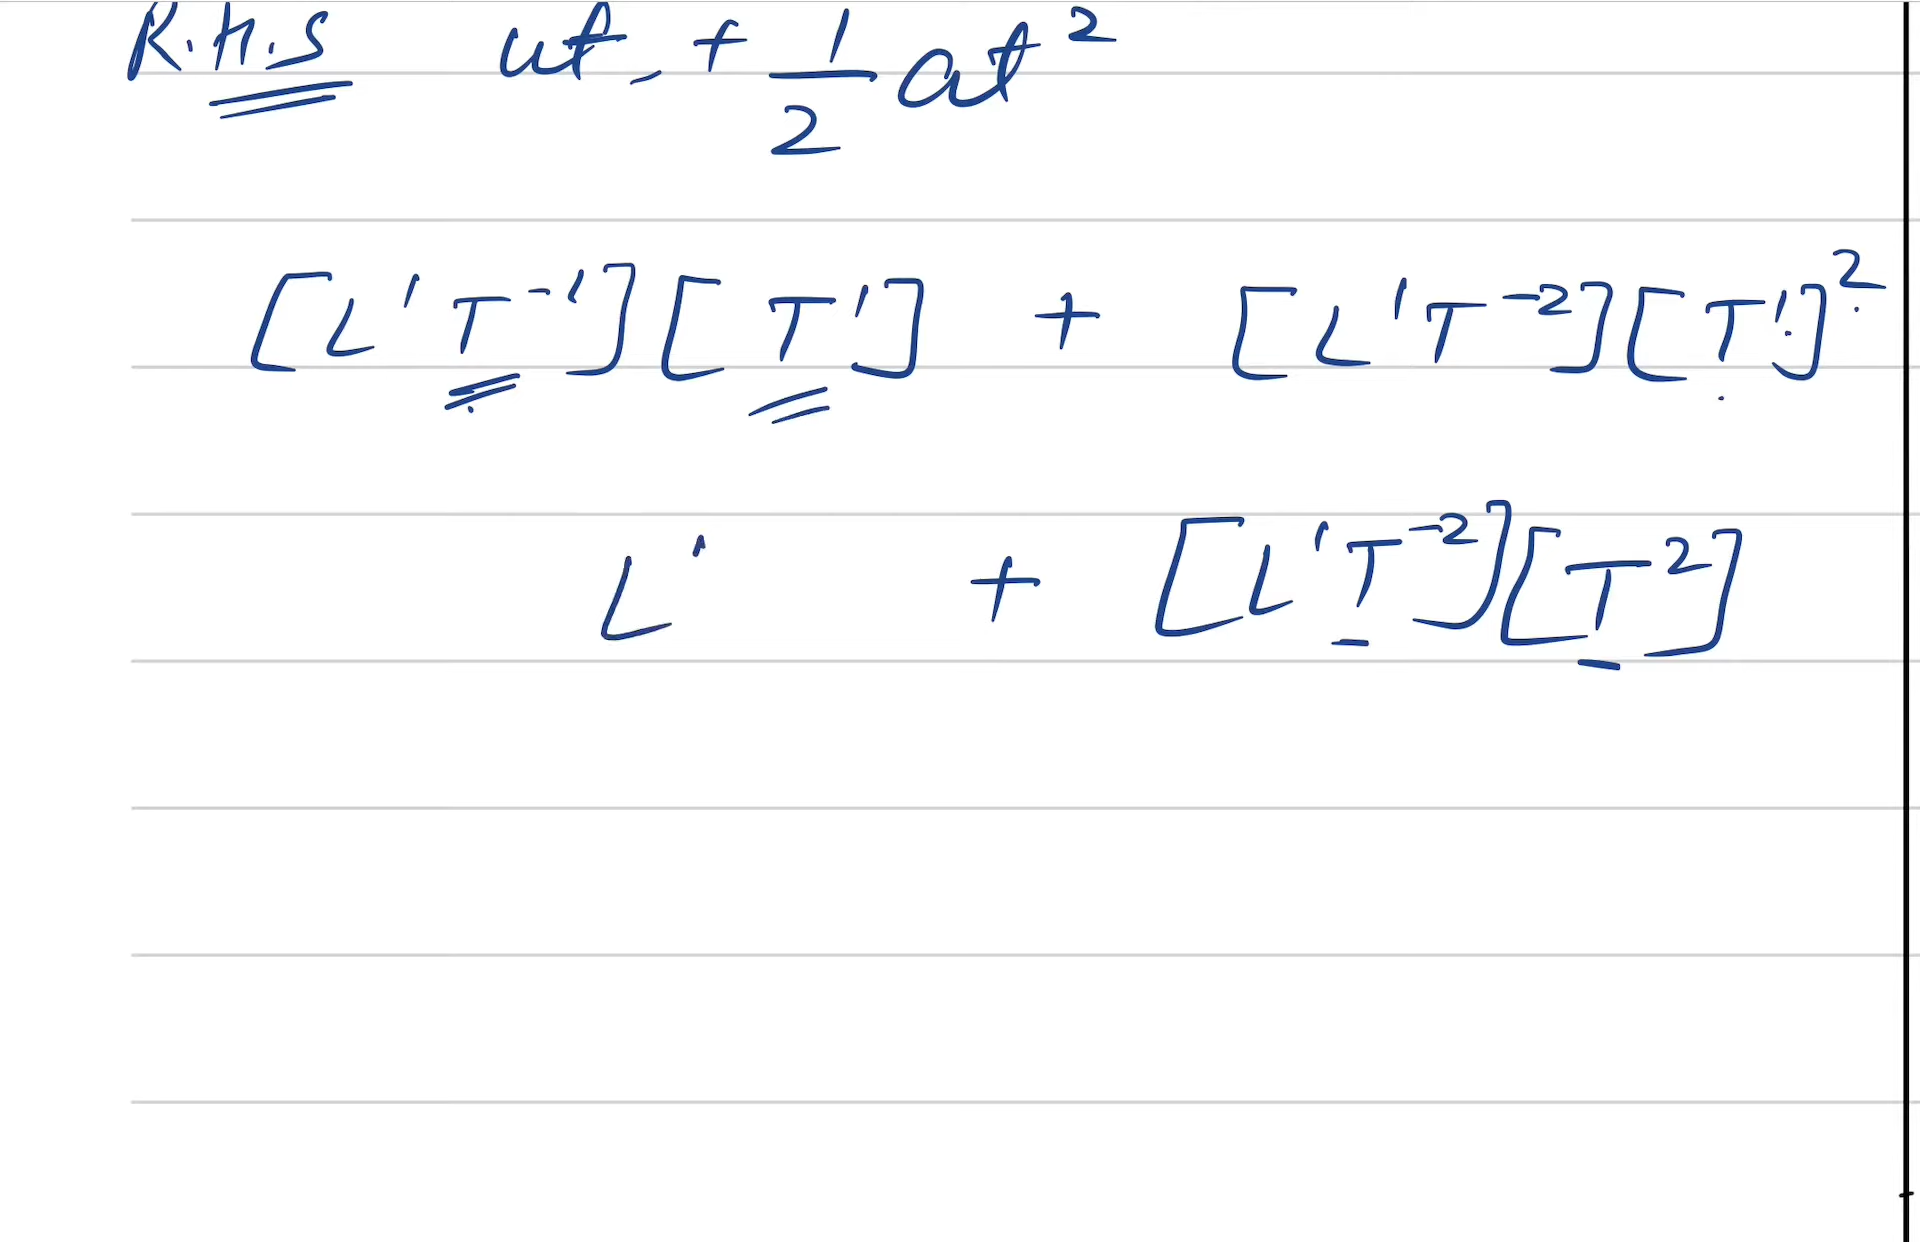 R.H.S ut + 1/2 at²
[L¹T⁻¹][T¹] + [L¹T⁻²][T¹]²
L¹ + [L¹T⁻²][T²]